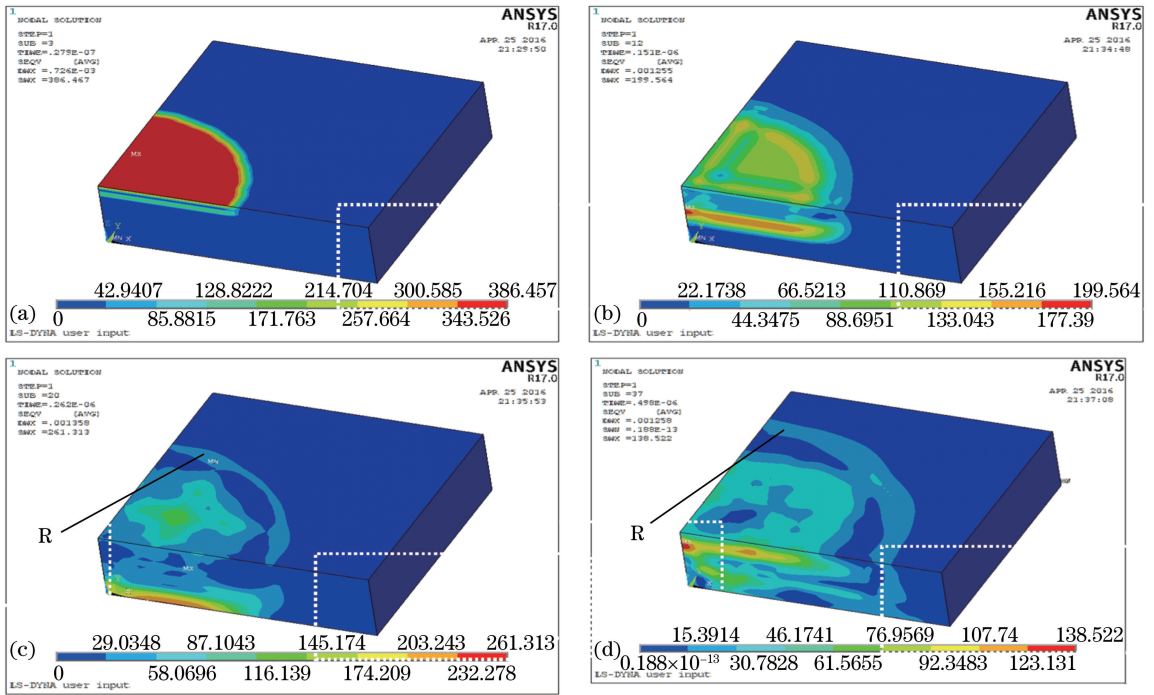 1
NODAL SOLUTION
STEP=1
SUB =3
TIME=.279E-07
SEQV (AVG)
DMX =.726E-03
SMX =386.467
ANSYS
R17.0
APR 25 2016
21:29:50
MX
Y
MN X
42.9407 128.8222 214.704 300.585 386.457
(a)
0 85.8815 171.763 257.664 343.526
LS-DYNA user input
1
NODAL SOLUTION
STEP=1
SUB =12
TIME=.151E-06
SEQV (AVG)
DMX =.001255
SMX =199.564
ANSYS
R17.0
APR 25 2016
21:34:48
MX
Y
MN X
22.1738 66.5213 110.869 155.216 199.564
(b)
0 44.3475 88.6951 133.043 177.39
LS-DYNA user input
1
NODAL SOLUTION
STEP=1
SUB =20
TIME=.262E-06
SEQV (AVG)
DMX =.001358
SMX =261.313
ANSYS
R17.0
APR 25 2016
21:35:53
MN
R
MX
Y
29.0348 87.1043 145.174 203.243 261.313
(c)
0 58.0696 116.139 174.209 232.278
LS-DYNA user input
1
NODAL SOLUTION
STEP=1
SUB =37
TIME=.498E-06
SEQV (AVG)
DMX =.001258
SMN =.188E-13
SMX =138.522
ANSYS
R17.0
APR 25 2016
21:37:08
R
X
15.3914 46.1741 76.9569 107.74 138.522
(d)
0.188×10⁻¹³ 30.7828 61.5655 92.3483 123.131
LS-DYNA user input